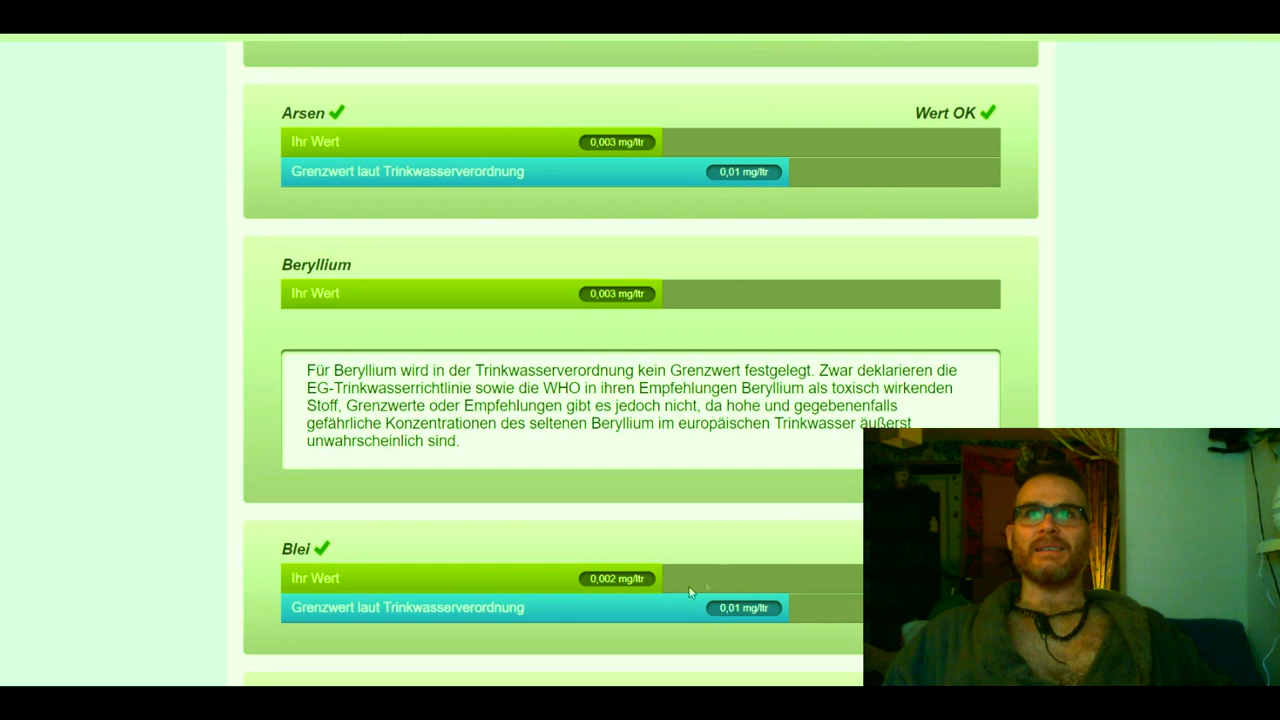 Arsen
Wert OK
Ihr Wert 0,003 mg/ltr
Grenzwert laut Trinkwasserverordnung 0,01 mg/ltr
Beryllium
Ihr Wert 0,003 mg/ltr
Für Beryllium wird in der Trinkwasserverordnung kein Grenzwert festgelegt. Zwar deklarieren die
EG-Trinkwasserrichtlinie sowie die WHO in ihren Empfehlungen Beryllium als toxisch wirkenden
Stoff, Grenzwerte oder Empfehlungen gibt es jedoch nicht, da hohe und gegebenenfalls
gefährliche Konzentrationen des seltenen Beryllium im europäischen Trinkwasser äußerst
unwahrscheinlich sind.
Blei
Ihr Wert 0,002 mg/ltr
Grenzwert laut Trinkwasserverordnung 0,01 mg/ltr